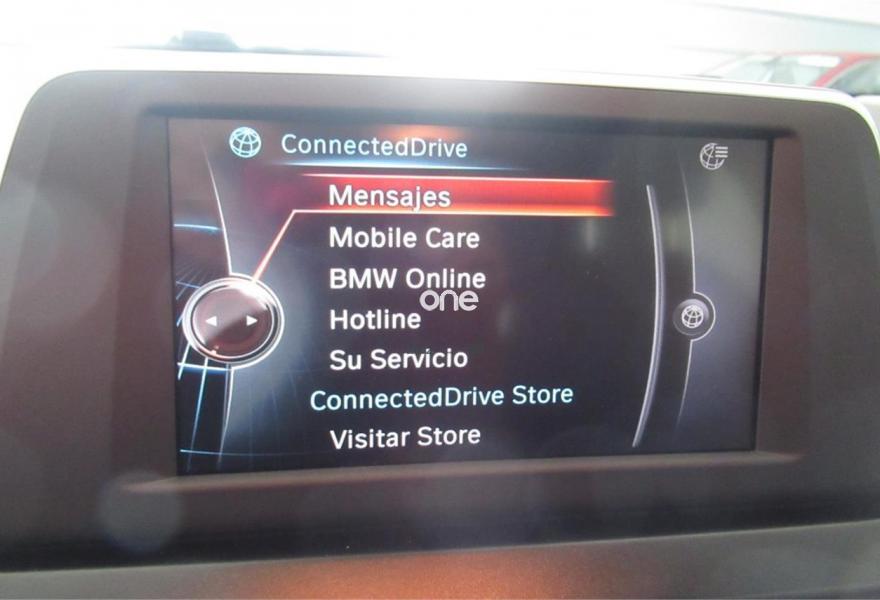 ConnectedDrive
Mensajes
Mobile Care
BMW Online
one
Hotline
Su Servicio
ConnectedDrive Store
Visitar Store